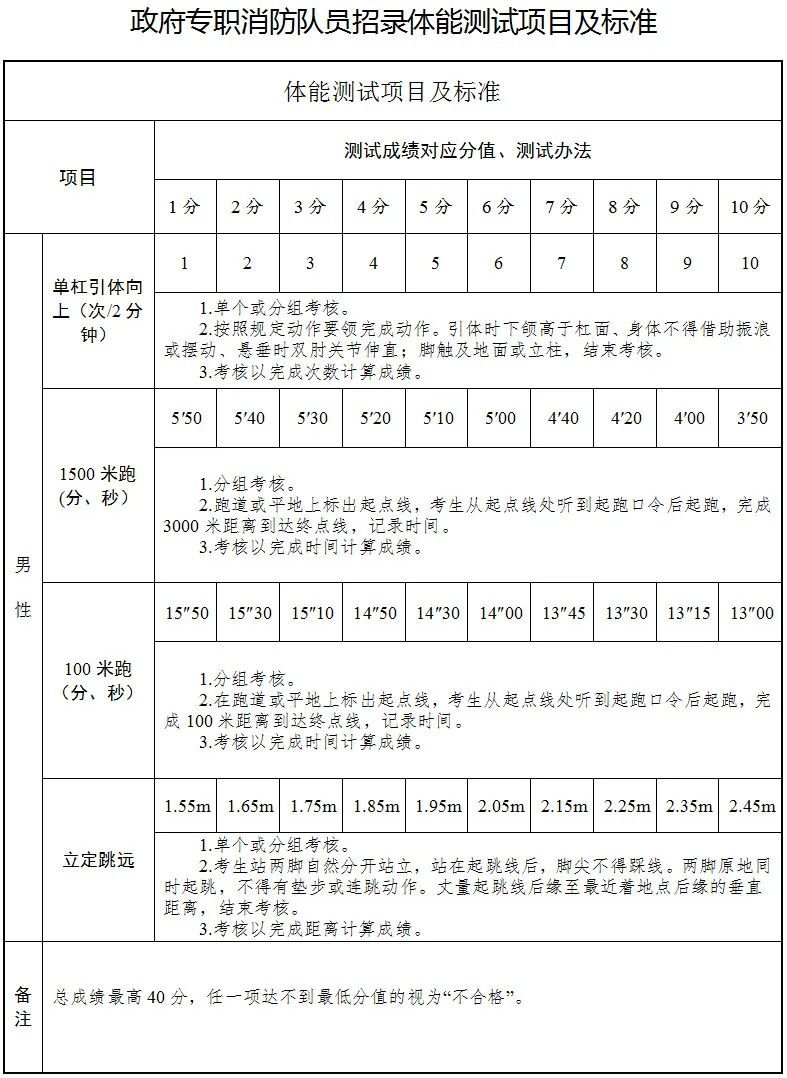 政府专职消防队员招录体能测试项目及标准
体能测试项目及标准
项目
测试成绩对应分值、测试办法
1分 2分 3分 4分 5分 6分 7分 8分 9分 10分
男
性
单杠引体向
上（次/2分
钟）
1 2 3 4 5 6 7 8 9 10
1.单个或分组考核。
2.按照规定动作要领完成动作。引体时下颌高于杠面、身体不得借助振浪
或摆动、悬垂时双肘关节伸直；脚触及地面或立柱，结束考核。
3.考核以完成次数计算成绩。
1500米跑
(分、秒）
5′50 5′40 5′30 5′20 5′10 5′00 4′40 4′20 4′00 3′50
1.分组考核。
2.跑道或平地上标出起点线，考生从起点线处听到起跑口令后起跑，完成
3000米距离到达终点线，记录时间。
3.考核以完成时间计算成绩。
100米跑
（分、秒）
15″50 15″30 15″10 14″50 14″30 14″00 13″45 13″30 13″15 13″00
1.分组考核。
2.在跑道或平地上标出起点线，考生从起点线处听到起跑口令后起跑，完
成100米距离到达终点线，记录时间。
3.考核以完成时间计算成绩。
立定跳远
1.55m 1.65m 1.75m 1.85m 1.95m 2.05m 2.15m 2.25m 2.35m 2.45m
1.单个或分组考核。
2.考生站两脚自然分开站立，站在起跳线后，脚尖不得踩线。两脚原地同
时起跳，不得有垫步或连跳动作。丈量起跳线后缘至最近着地点后缘的垂直
距离，结束考核。
3.考核以完成距离计算成绩。
备
注
总成绩最高40分，任一项达不到最低分值的视为“不合格”。